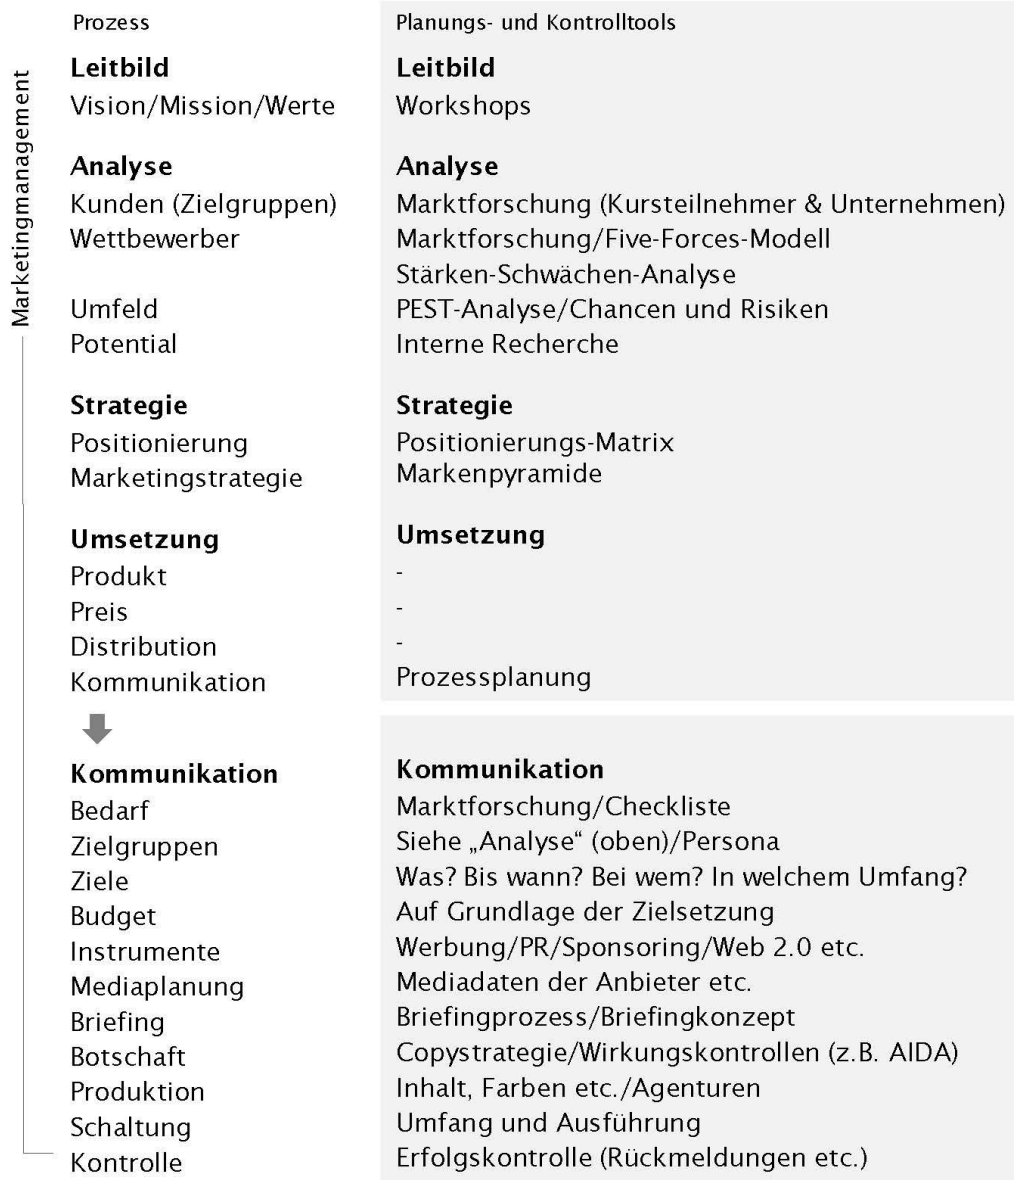 Prozess Planungs- und Kontrolltools
Marketingmanagement
Leitbild Leitbild
Vision/Mission/Werte Workshops
Analyse Analyse
Kunden (Zielgruppen) Marktforschung (Kursteilnehmer & Unternehmen)
Wettbewerber Marktforschung/Five-Forces-Modell
Stärken-Schwächen-Analyse
Umfeld PEST-Analyse/Chancen und Risiken
Potential Interne Recherche
Strategie Strategie
Positionierung Positionierungs-Matrix
Marketingstrategie Markenpyramide
Umsetzung Umsetzung
Produkt -
Preis -
Distribution -
Kommunikation Prozessplanung
Kommunikation Kommunikation
Bedarf Marktforschung/Checkliste
Zielgruppen Siehe „Analyse“ (oben)/Persona
Ziele Was? Bis wann? Bei wem? In welchem Umfang?
Budget Auf Grundlage der Zielsetzung
Instrumente Werbung/PR/Sponsoring/Web 2.0 etc.
Mediaplanung Mediadaten der Anbieter etc.
Briefing Briefingprozess/Briefingkonzept
Botschaft Copystrategie/Wirkungskontrollen (z.B. AIDA)
Produktion Inhalt, Farben etc./Agenturen
Schaltung Umfang und Ausführung
Kontrolle Erfolgskontrolle (Rückmeldungen etc.)